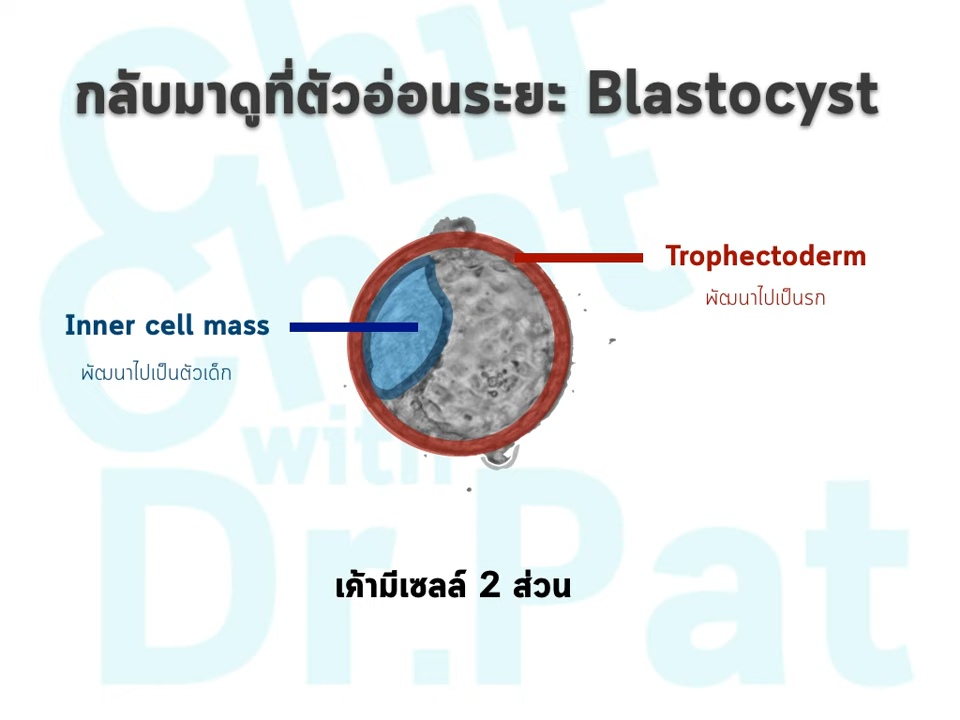 กลับมาดูที่ตัวอ่อนระยะ Blastocyst
Trophectoderm
พัฒนาไปเป็นรก
Inner cell mass
พัฒนาไปเป็นตัวเด็ก
เค้ามีเซลล์ 2 ส่วน
Chit
Chat
with
Dr.Pat